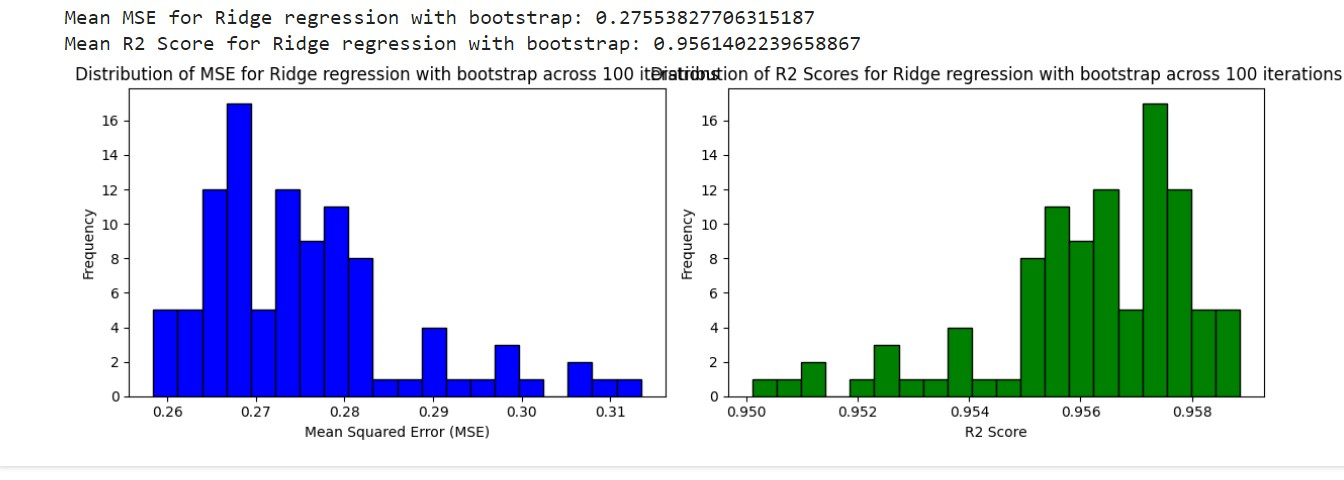 Mean MSE for Ridge regression with bootstrap: 0.27553827706315187
Mean R2 Score for Ridge regression with bootstrap: 0.9561402239658867
Distribution of MSE for Ridge regression with bootstrap across 100 iterations
Distribution of R2 Scores for Ridge regression with bootstrap across 100 iterations
16
14
12
10
8
6
4
2
0
Frequency
0.26 0.27 0.28 0.29 0.30 0.31
Mean Squared Error (MSE)
16
14
12
10
8
6
4
2
0
Frequency
0.950 0.952 0.954 0.956 0.958
R2 Score